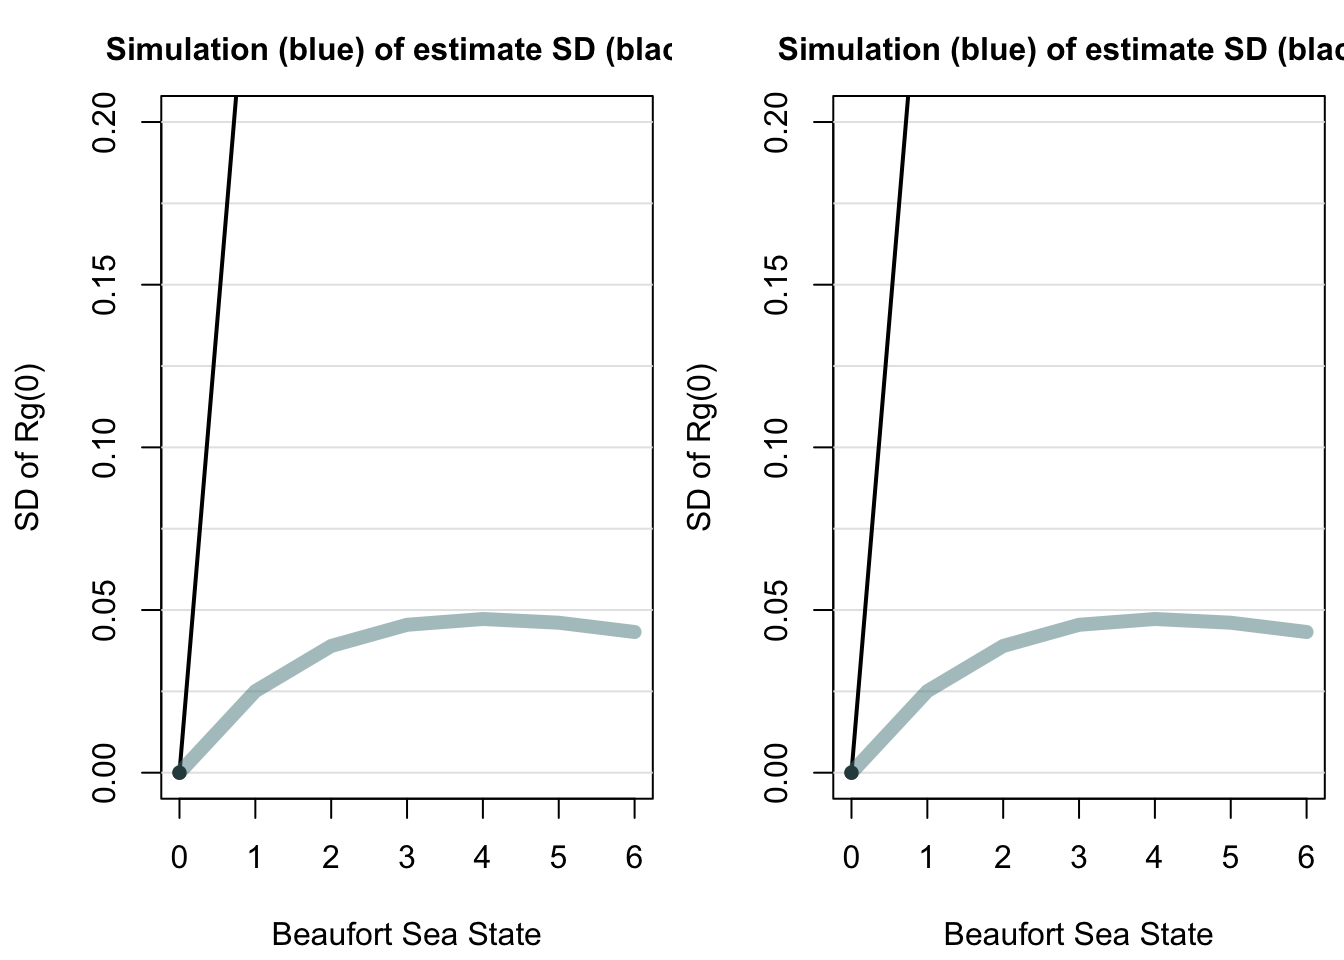 Simulation (blue) of estimate SD (blac
SD of Rg(0)
0.20
0.15
0.10
0.05
0.00
0 1 2 3 4 5 6
Beaufort Sea State
Simulation (blue) of estimate SD (blac
SD of Rg(0)
0.20
0.15
0.10
0.05
0.00
0 1 2 3 4 5 6
Beaufort Sea State